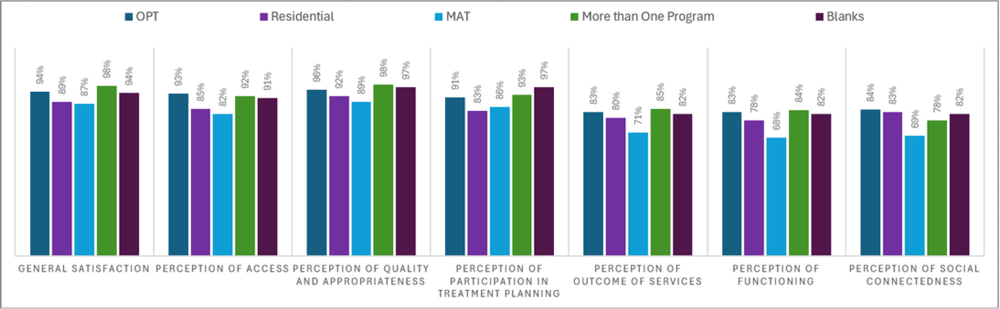 OPT Residential MAT More than One Program Blanks
94% 89% 87% 98% 94% 93% 85% 82% 92% 91% 96% 92% 89% 98% 97% 91% 83% 86% 93% 97% 83% 80% 71% 85% 82% 83% 78% 68% 84% 82% 84% 83% 69% 78% 82%
GENERAL SATISFACTION
PERCEPTION OF ACCESS
PERCEPTION OF QUALITY
AND APPROPRIATENESS
PERCEPTION OF
PARTICIPATION IN
TREATMENT PLANNING
PERCEPTION OF
OUTCOME OF SERVICES
PERCEPTION OF
FUNCTIONING
PERCEPTION OF SOCIAL
CONNECTEDNESS